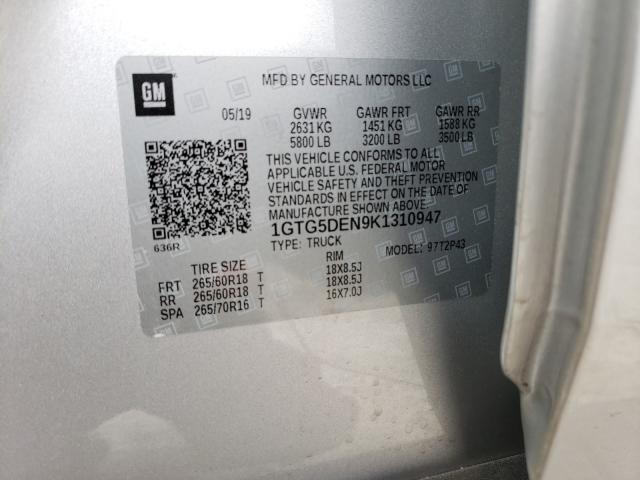 GM
MFD BY GENERAL MOTORS LLC
05/19 GVWR GAWR FRT GAWR RR
2631 KG 1451 KG 1588 KG
5800 LB 3200 LB 3500 LB
THIS VEHICLE CONFORMS TO ALL
APPLICABLE U.S. FEDERAL MOTOR
VEHICLE SAFETY AND THEFT PREVENTION
STANDARDS IN EFFECT ON THE DATE OF
MANUFACTURE SHOWN ABOVE.
1GTG5DEN9K1310947
636R TYPE: TRUCK MODEL: 97T2P43
TIRE SIZE RIM
FRT 265/60R18 T 18X8.5J
RR 265/60R18 T 18X8.5J
SPA 265/70R16 T 16X7.0J